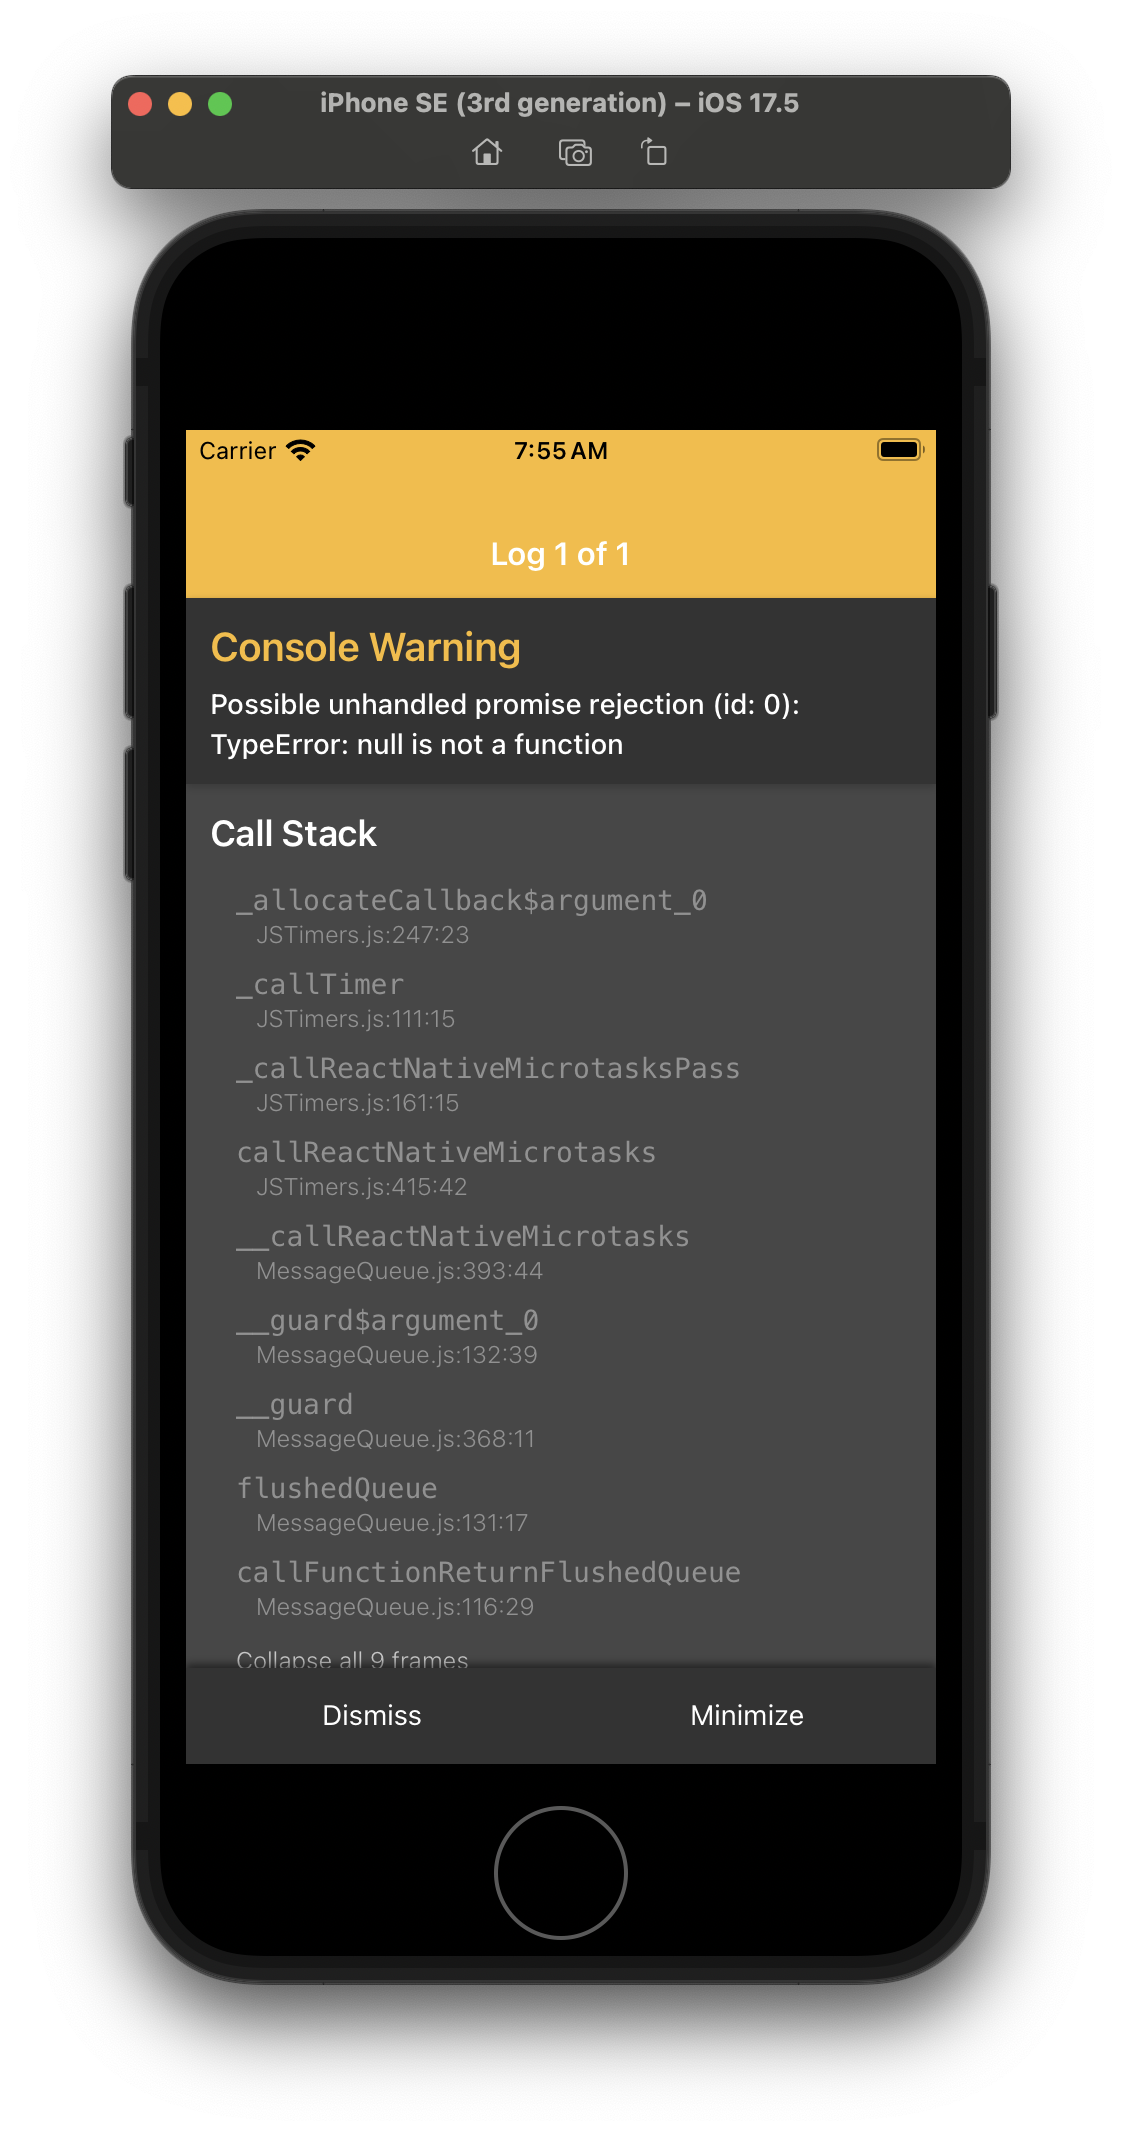 iPhone SE (3rd generation) – iOS 17.5
Carrier 7:55 AM
Log 1 of 1
Console Warning
Possible unhandled promise rejection (id: 0):
TypeError: null is not a function
Call Stack
_allocateCallback$argument_0
JSTimers.js:247:23
_callTimer
JSTimers.js:111:15
_callReactNativeMicrotasksPass
JSTimers.js:161:15
callReactNativeMicrotasks
JSTimers.js:415:42
__callReactNativeMicrotasks
MessageQueue.js:393:44
__guard$argument_0
MessageQueue.js:132:39
__guard
MessageQueue.js:368:11
flushedQueue
MessageQueue.js:131:17
callFunctionReturnFlushedQueue
MessageQueue.js:116:29
Collapse all 9 frames
Dismiss Minimize